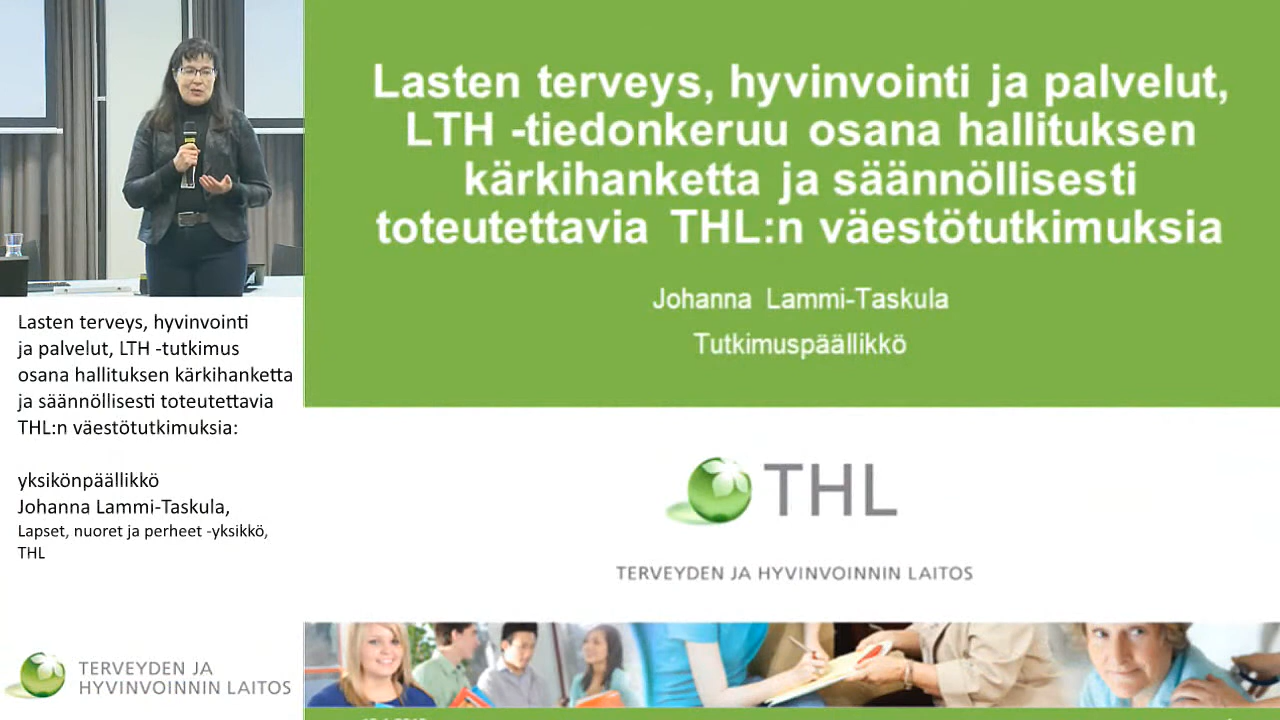 Lasten terveys, hyvinvointi ja palvelut,
LTH -tiedonkeruu osana hallituksen
kärkihanketta ja säännöllisesti
toteutettavia THL:n väestötutkimuksia
Johanna Lammi-Taskula
Tutkimuspäällikkö
THL
TERVEYDEN JA HYVINVOINNIN LAITOS
Lasten terveys, hyvinvointi
ja palvelut, LTH -tutkimus
osana hallituksen kärkihanketta
ja säännöllisesti toteutettavia
THL:n väestötutkimuksia:
yksikönpäällikkö
Johanna Lammi-Taskula,
Lapset, nuoret ja perheet -yksikkö,
THL
TERVEYDEN JA
HYVINVOINNIN LAITOS